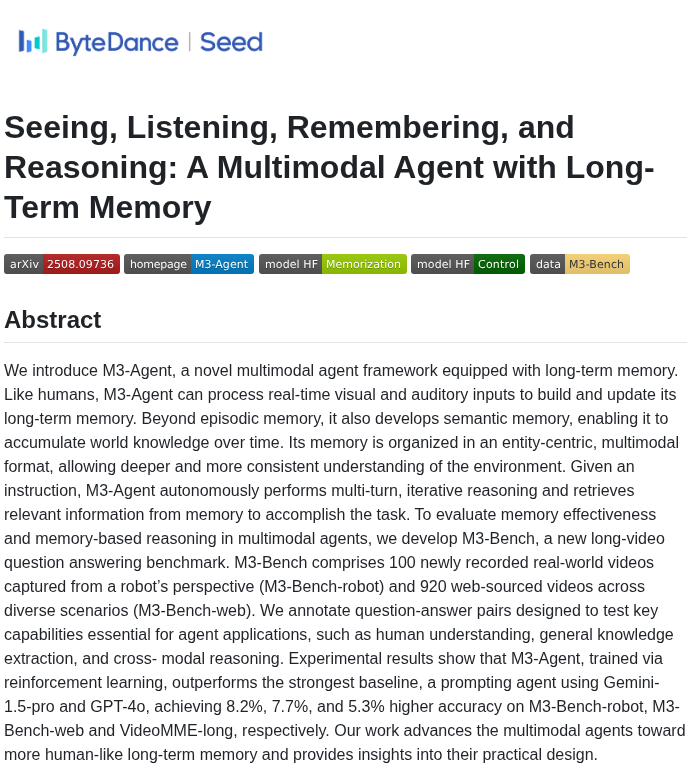 ByteDance | Seed
Seeing, Listening, Remembering, and
Reasoning: A Multimodal Agent with Long-
Term Memory
arXiv 2508.09736 homepage M3-Agent model HF Memorization model HF Control data M3-Bench
Abstract
We introduce M3-Agent, a novel multimodal agent framework equipped with long-term memory.
Like humans, M3-Agent can process real-time visual and auditory inputs to build and update its
long-term memory. Beyond episodic memory, it also develops semantic memory, enabling it to
accumulate world knowledge over time. Its memory is organized in an entity-centric, multimodal
format, allowing deeper and more consistent understanding of the environment. Given an
instruction, M3-Agent autonomously performs multi-turn, iterative reasoning and retrieves
relevant information from memory to accomplish the task. To evaluate memory effectiveness
and memory-based reasoning in multimodal agents, we develop M3-Bench, a new long-video
question answering benchmark. M3-Bench comprises 100 newly recorded real-world videos
captured from a robot’s perspective (M3-Bench-robot) and 920 web-sourced videos across
diverse scenarios (M3-Bench-web). We annotate question-answer pairs designed to test key
capabilities essential for agent applications, such as human understanding, general knowledge
extraction, and cross- modal reasoning. Experimental results show that M3-Agent, trained via
reinforcement learning, outperforms the strongest baseline, a prompting agent using Gemini-
1.5-pro and GPT-4o, achieving 8.2%, 7.7%, and 5.3% higher accuracy on M3-Bench-robot, M3-
Bench-web and VideoMME-long, respectively. Our work advances the multimodal agents toward
more human-like long-term memory and provides insights into their practical design.